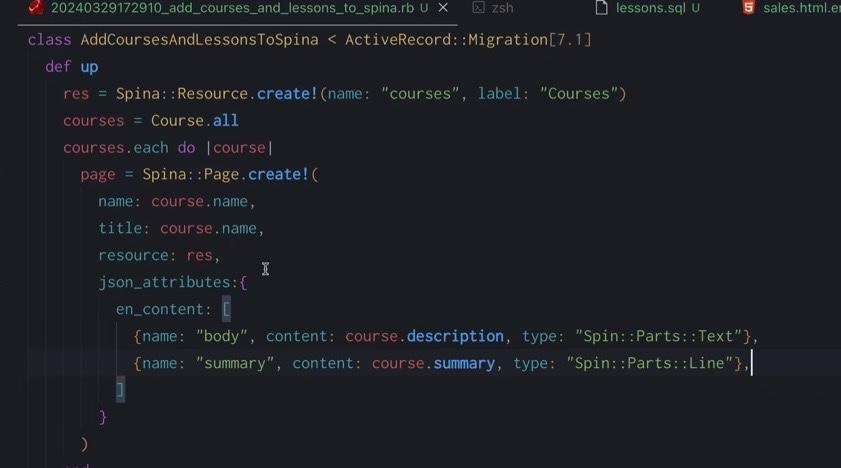 20240329172910_add_courses_and_lessons_to_spina.rb U × zsh lessons.sql U sales.html.er
class AddCoursesAndLessonsToSpina < ActiveRecord::Migration[7.1]
def up
res = Spina::Resource.create!(name: "courses", label: "Courses")
courses = Course.all
courses.each do |course|
page = Spina::Page.create!(
name: course.name,
title: course.name,
resource: res,
json_attributes:{
en_content: [
{name: "body", content: course.description, type: "Spin::Parts::Text"},
{name: "summary", content: course.summary, type: "Spin::Parts::Line"},
]
}
)